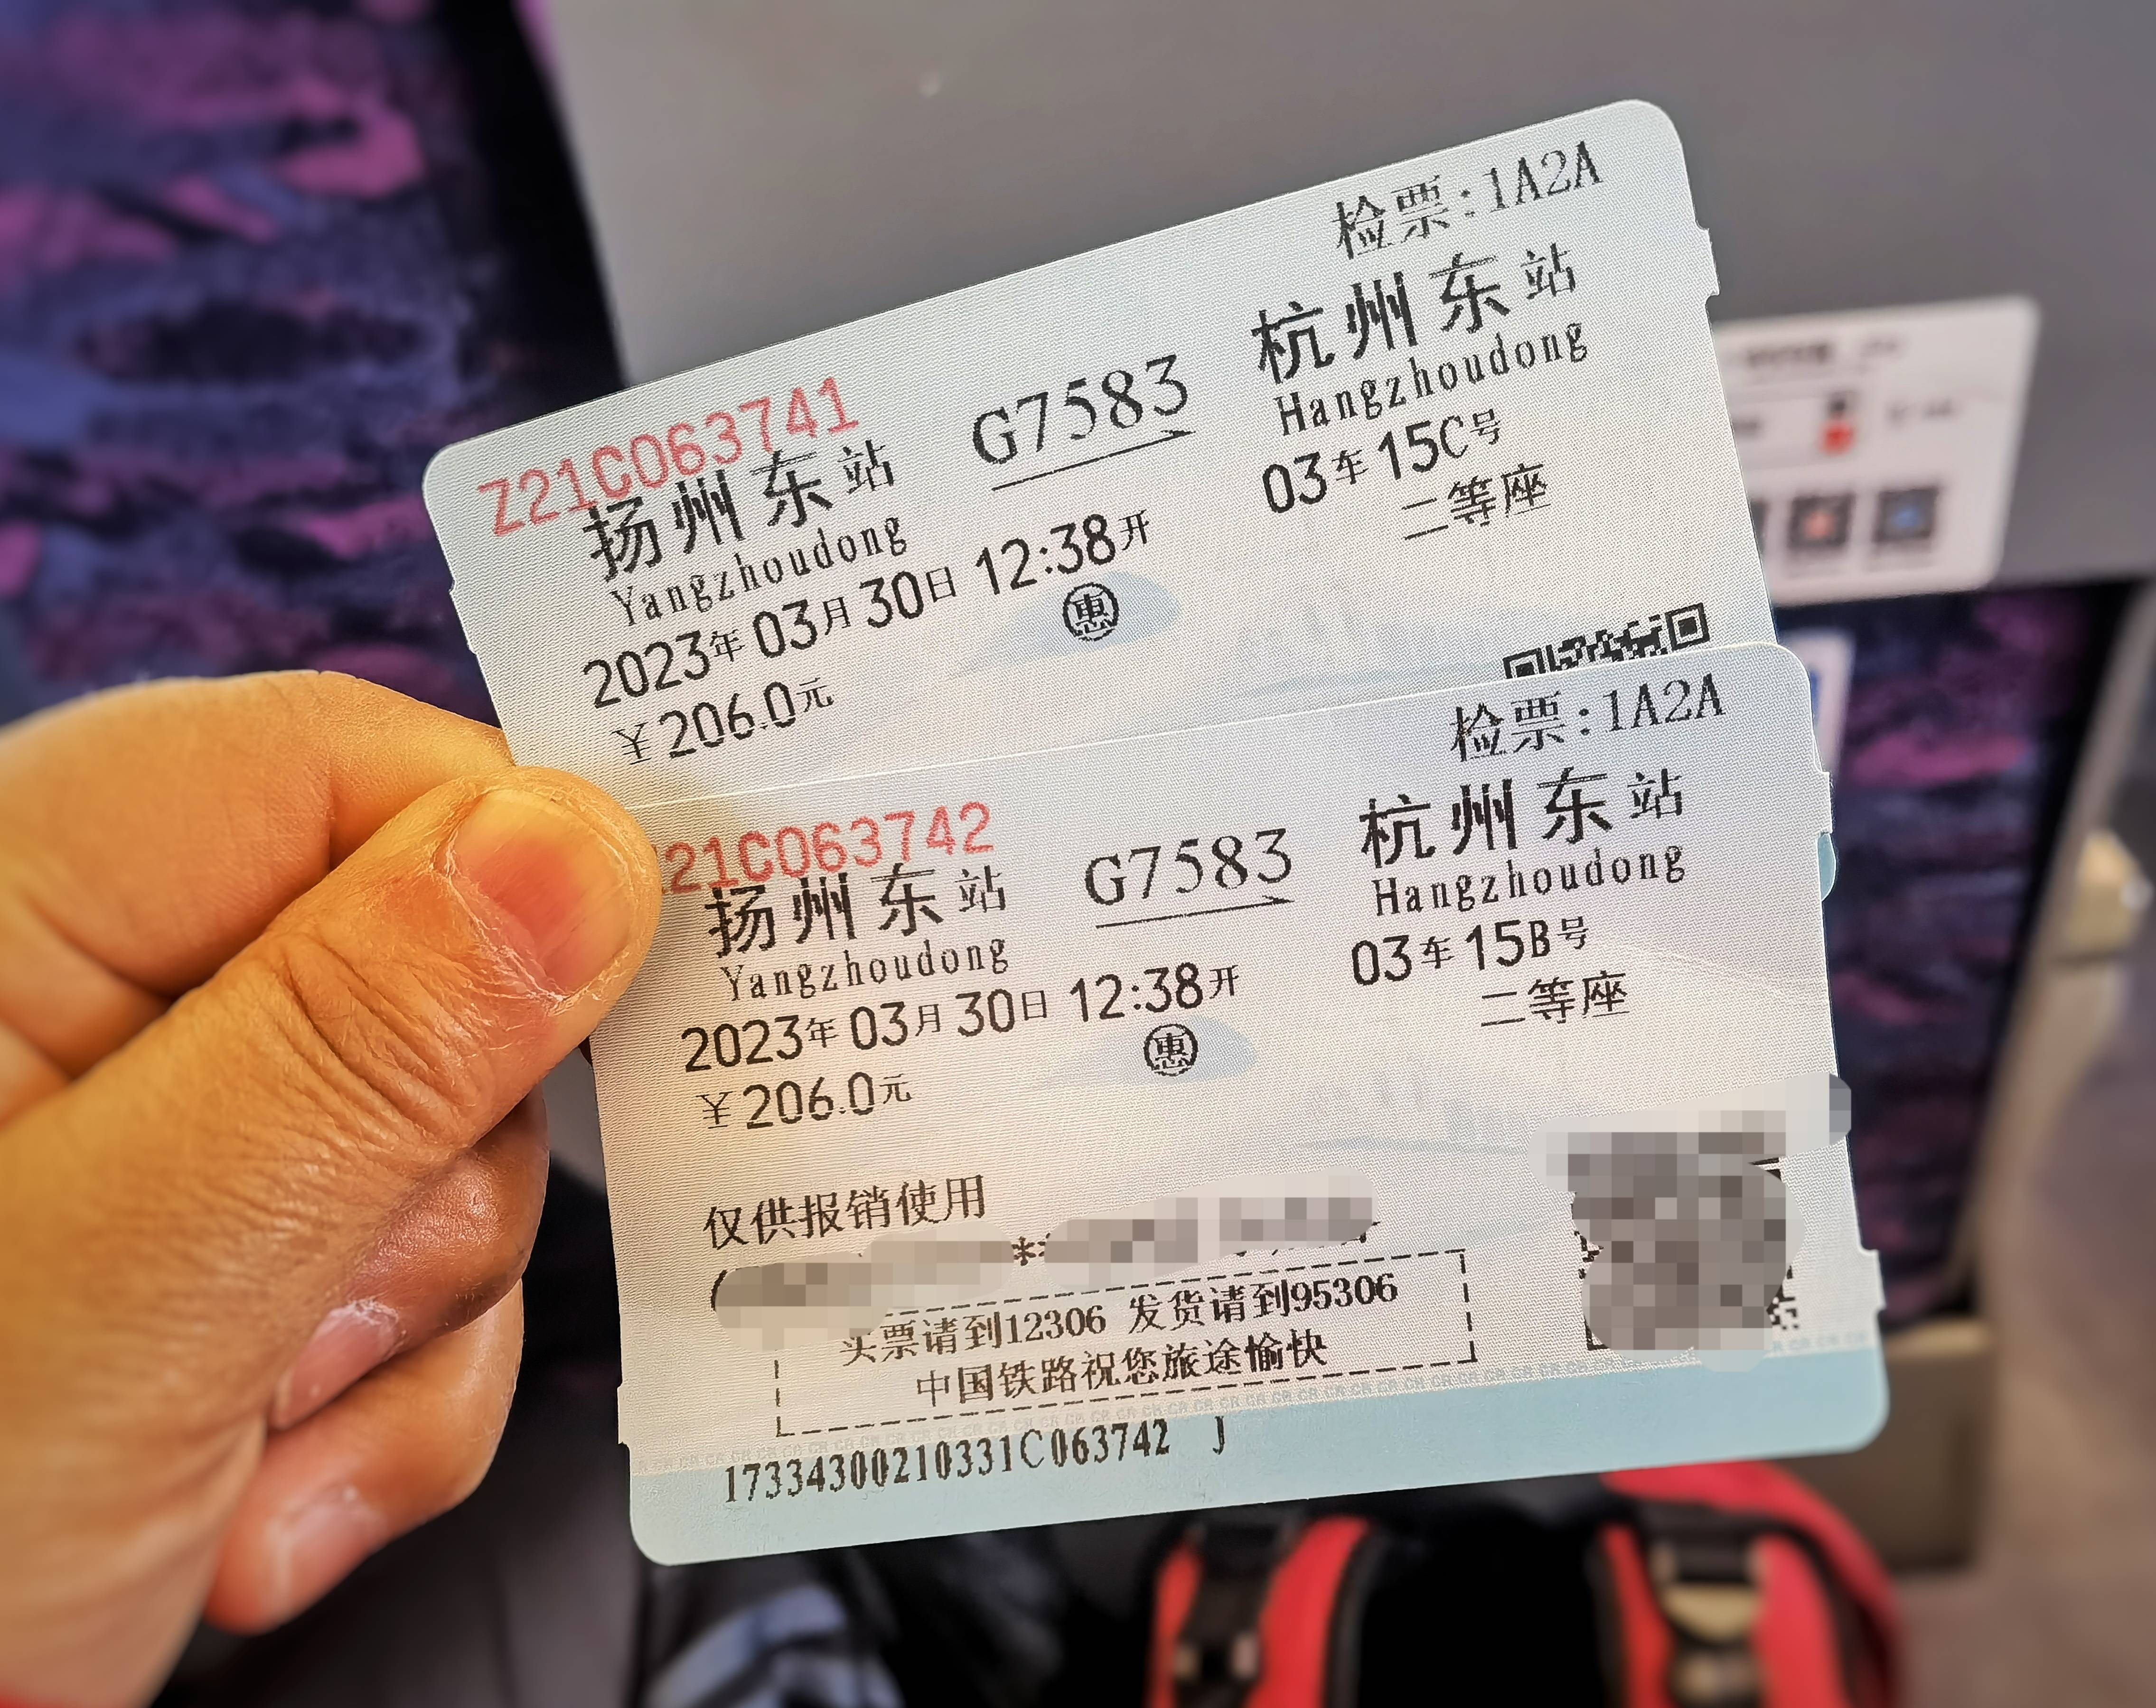 检票:1A2A
Z21C063741
扬州东站 G7583 杭州东站
Yangzhoudong Hangzhoudong
2023年03月30日 12:38开 03车15C号
¥206.0元 惠 二等座
检票:1A2A
21C063742
扬州东站 G7583 杭州东站
Yangzhoudong Hangzhoudong
2023年03月30日 12:38开 03车15B号
¥206.0元 惠 二等座
仅供报销使用
买票请到12306 发货请到95306
中国铁路祝您旅途愉快
17334300210331C063742 J